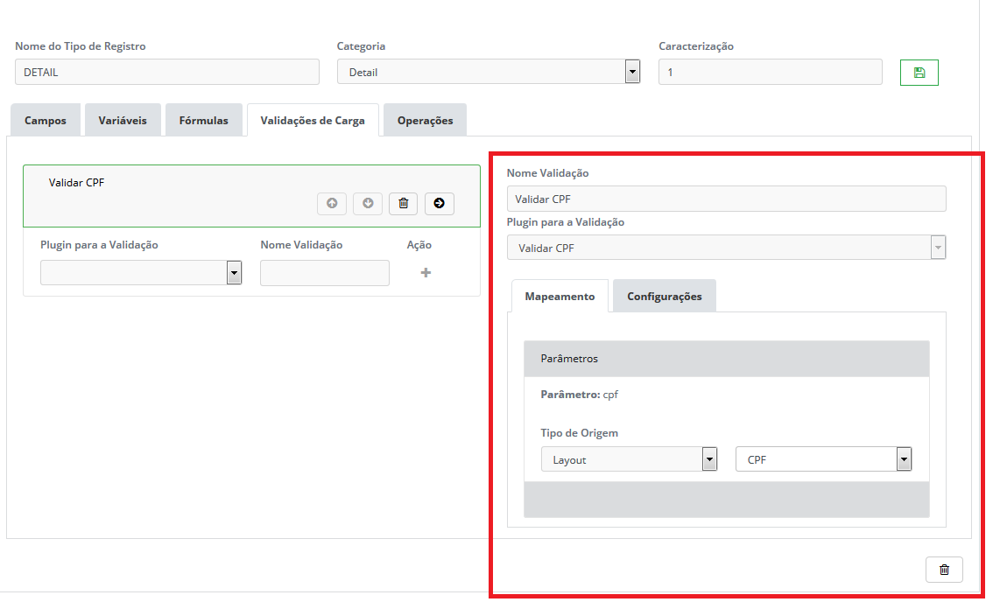 Nome do Tipo de Registro Categoria Caracterização
DETAIL Detail 1
Campos Variáveis Fórmulas Validações de Carga Operações
Validar CPF
Plugin para a Validação Nome Validação Ação
Nome Validação
Validar CPF
Plugin para a Validação
Validar CPF
Mapeamento Configurações
Parâmetros
Parâmetro: cpf
Tipo de Origem
Layout CPF